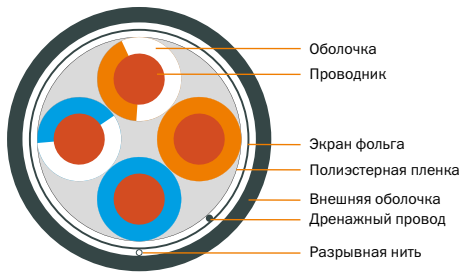 Оболочка
Проводник
Экран фольга
Полиэстерная пленка
Внешняя оболочка
Дренажный провод
Разрывная нить